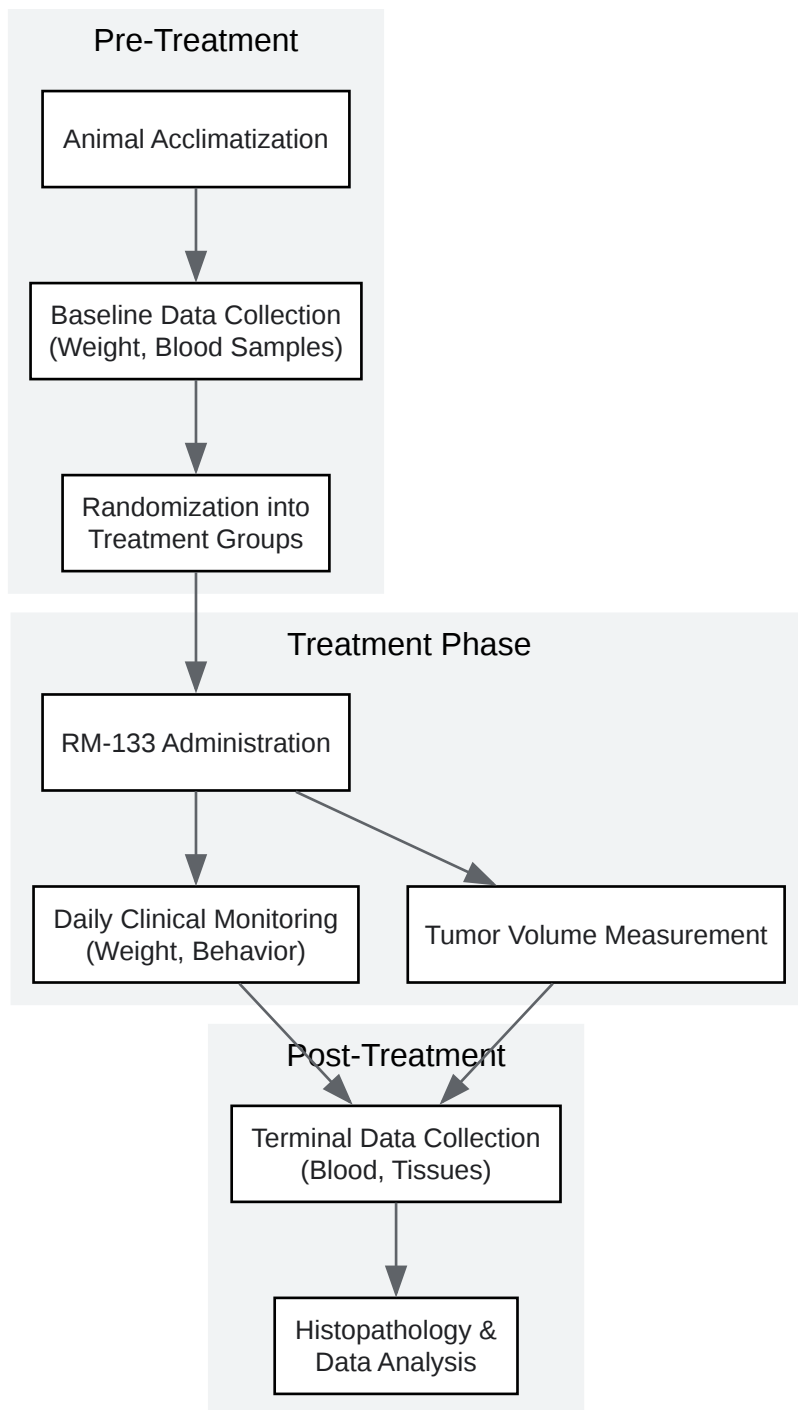 Pre-Treatment
Animal Acclimatization
Baseline Data Collection
(Weight, Blood Samples)
Randomization into
Treatment Groups
Treatment Phase
RM-133 Administration
Daily Clinical Monitoring
(Weight, Behavior)
Tumor Volume Measurement
Post-Treatment
Terminal Data Collection
(Blood, Tissues)
Histopathology &
Data Analysis